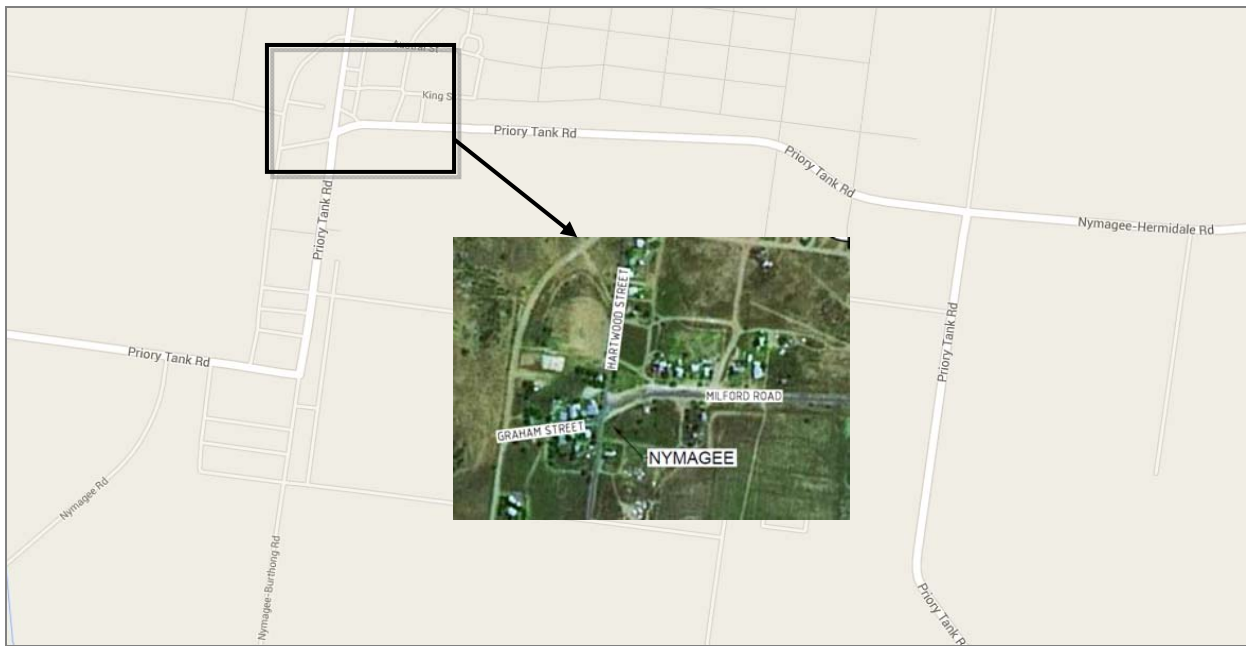 Austral St
King S
Priory Tank Rd
Priory Tank Rd
Priory Tank Rd
Nymagee-Hermidale Rd
HARTWOOD STREET
Priory Tank Rd
Priory Tank Rd
MILFORD ROAD
GRAHAM STREET
NYMAGEE
Nymagee Rd
Nymagee-Burthong Rd
Priory Tank R